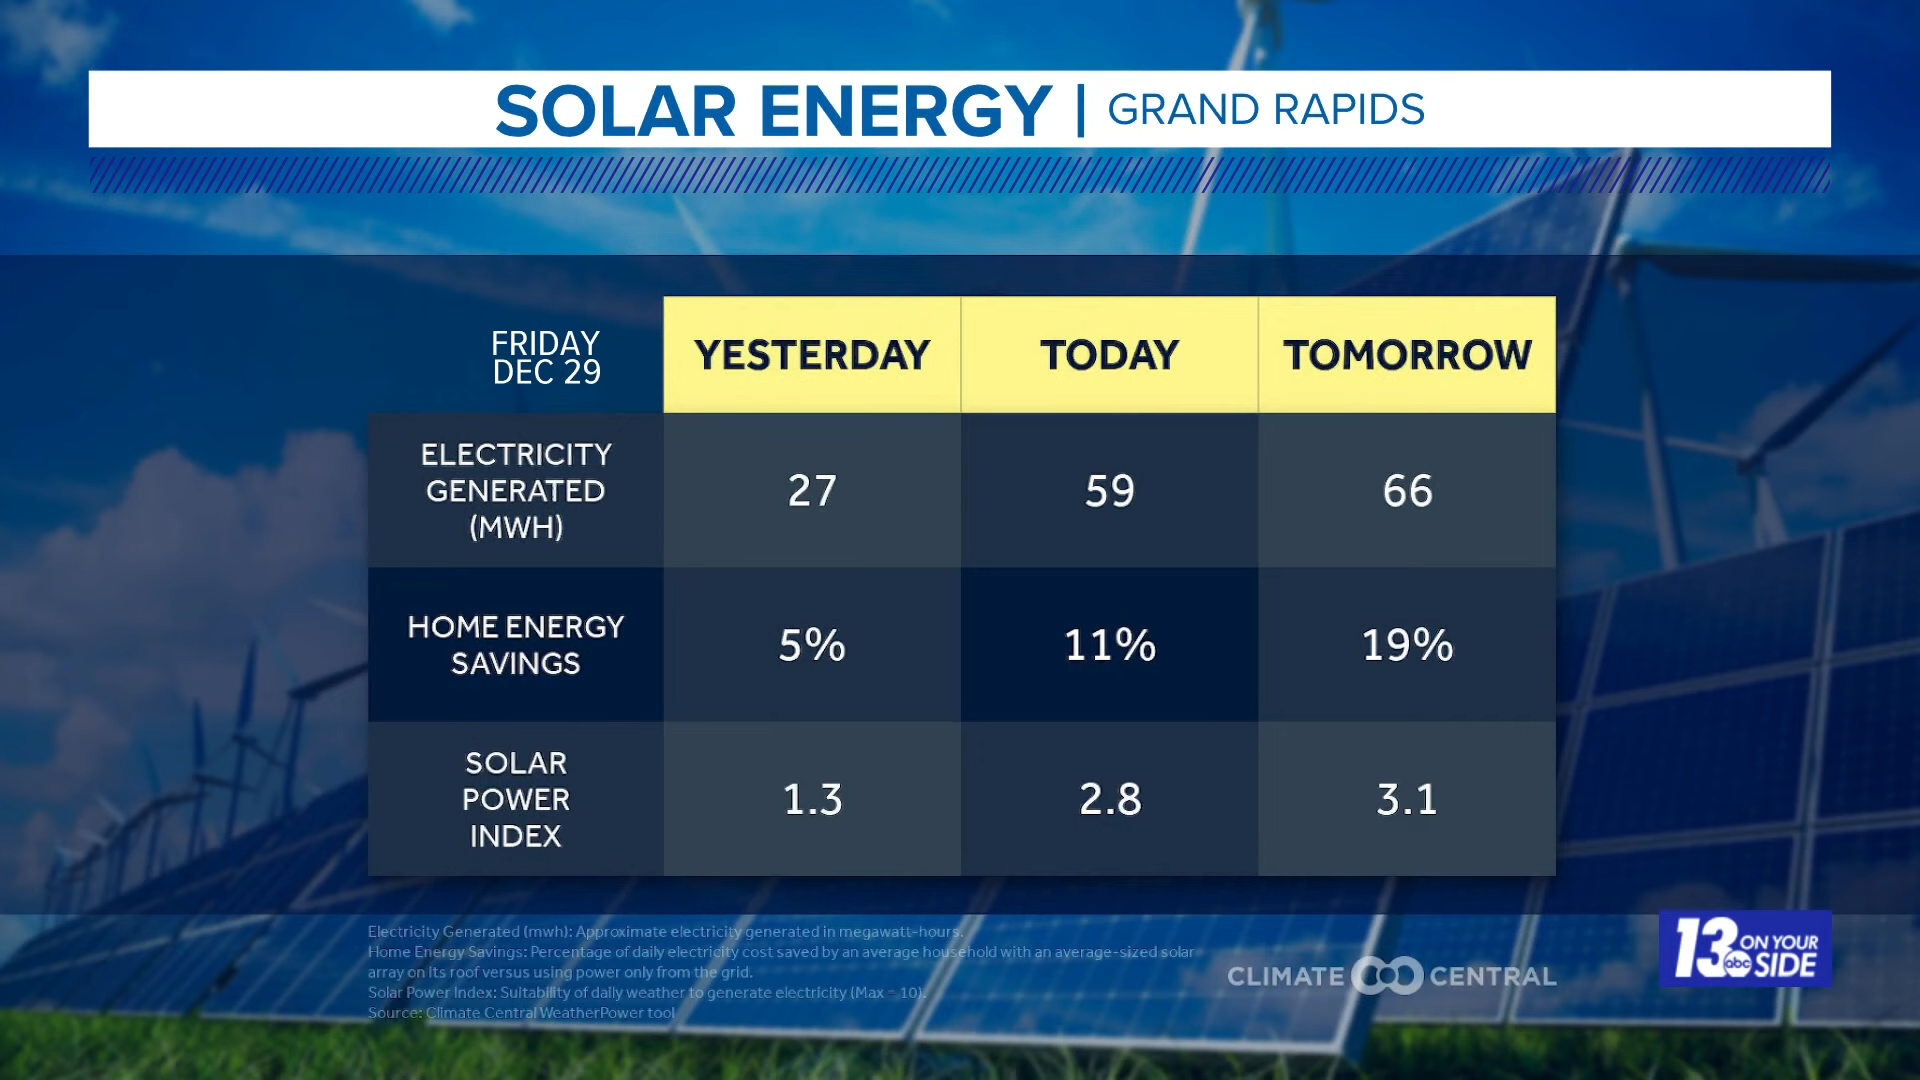 SOLAR ENERGY | GRAND RAPIDS
FRIDAY
DEC 29
YESTERDAY
TODAY
TOMORROW
ELECTRICITY
GENERATED
(MWH)
27
59
66
HOME ENERGY
SAVINGS
5%
11%
19%
SOLAR
POWER
INDEX
1.3
2.8
3.1
Electricity Generated (mwh): Approximate electricity generated in megawatt-hours.
Home Energy Savings: Percentage of daily electricity cost saved by an average household with an average-sized solar
array on its roof versus using power only from the grid.
Solar Power Index: Suitability of daily weather to generate electricity (Max = 10).
Source: Climate Central WeatherPower tool
CLIMATE CENTRAL
13 abc ON YOUR
SIDE